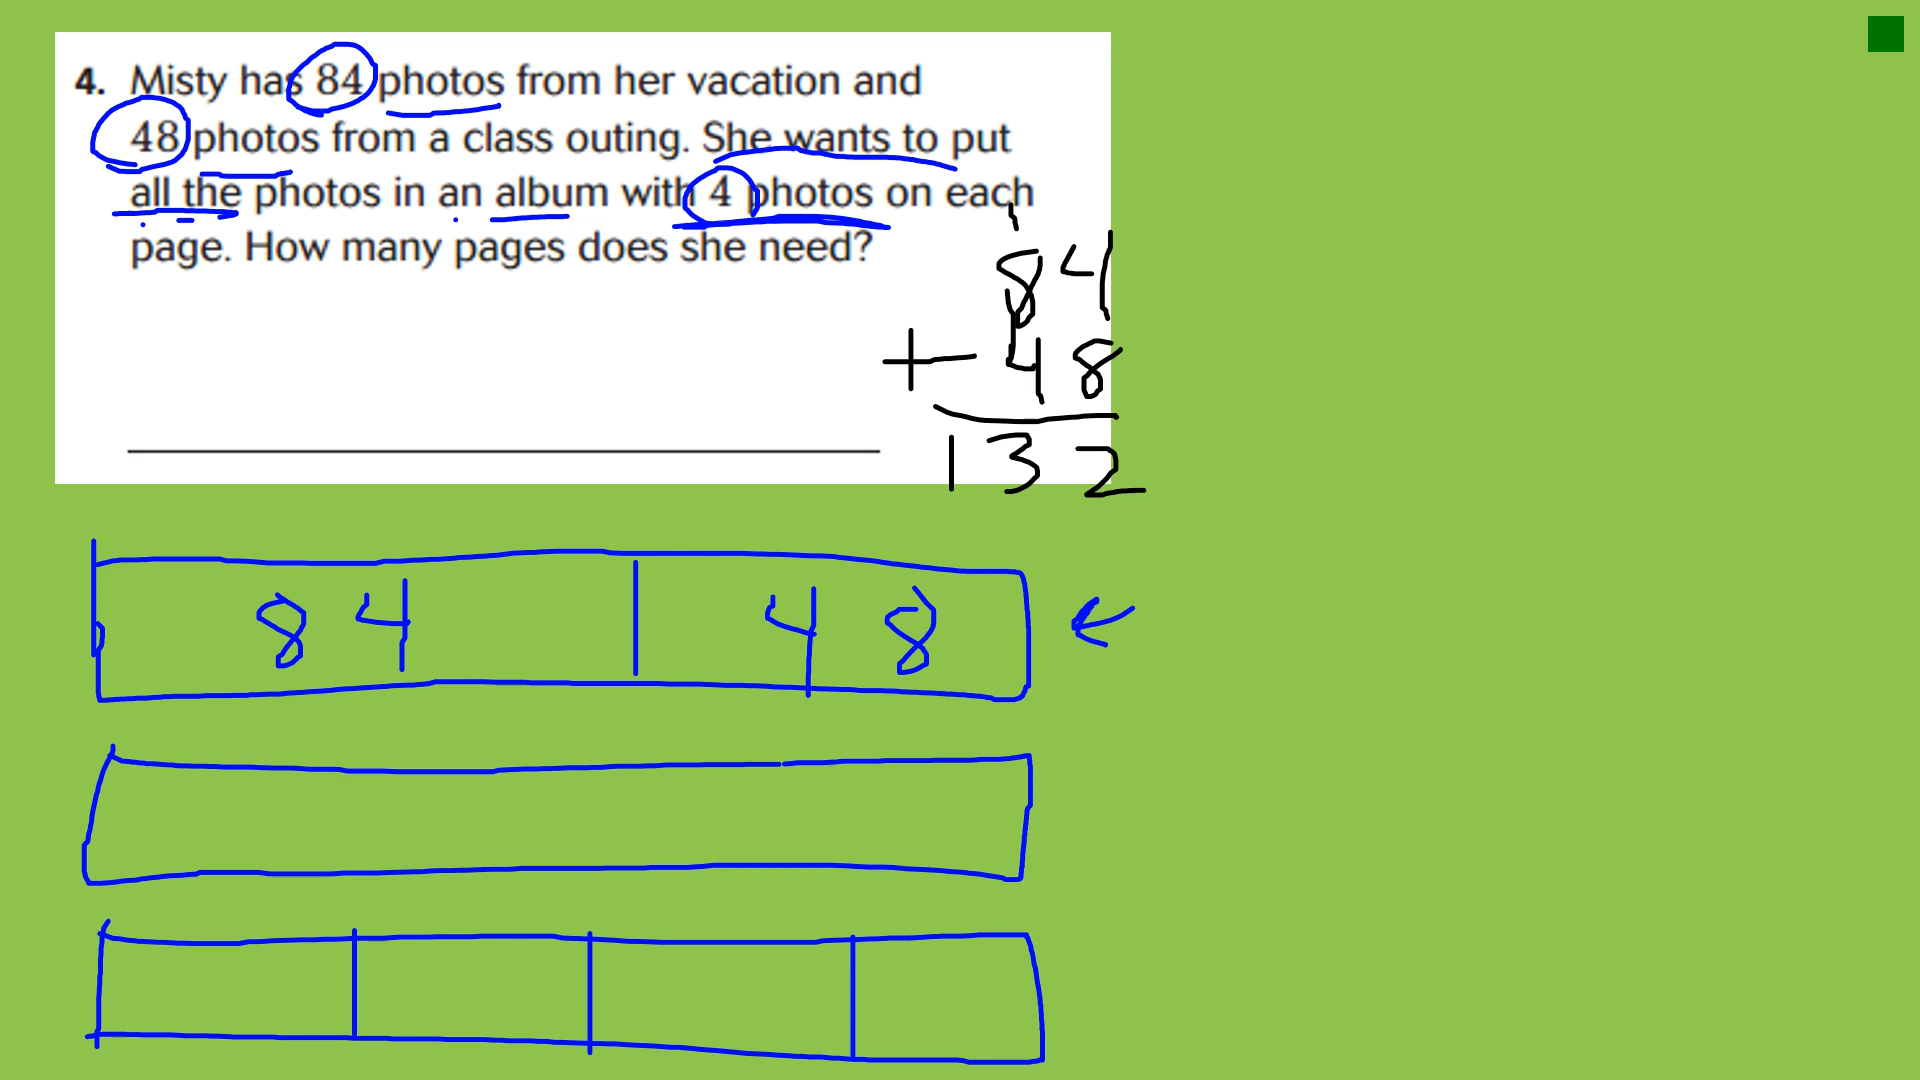 4. Misty has 84 photos from her vacation and
48 photos from a class outing. She wants to put
all the photos in an album with 4 photos on each
page. How many pages does she need?
1
84
+ 48
132
84 48